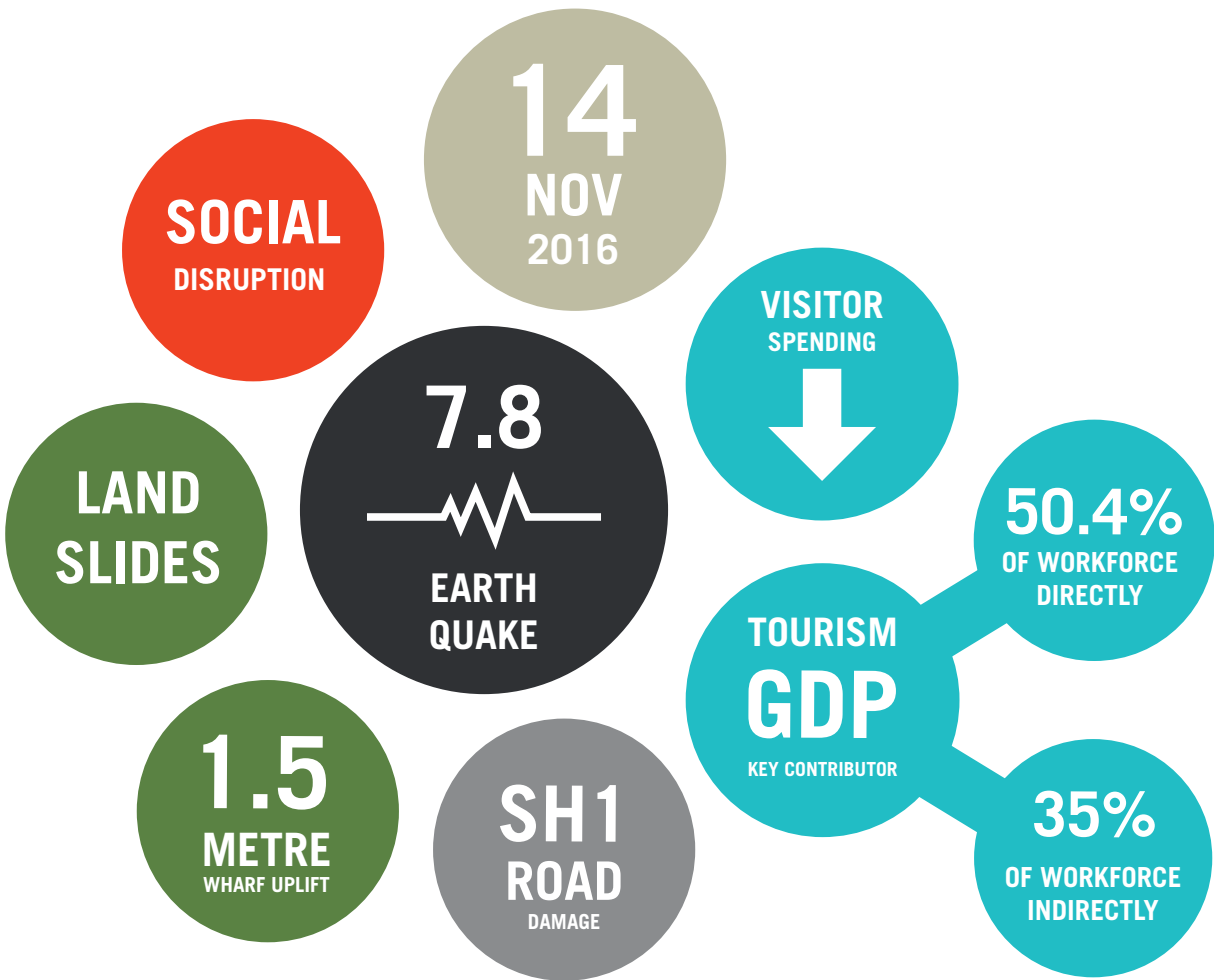 14
NOV
2016
SOCIAL
DISRUPTION
VISITOR
SPENDING
7.8
EARTH
QUAKE
LAND
SLIDES
50.4%
OF WORKFORCE
DIRECTLY
TOURISM
GDP
KEY CONTRIBUTOR
1.5
METRE
WHARF UPLIFT
SH1
ROAD
DAMAGE
35%
OF WORKFORCE
INDIRECTLY